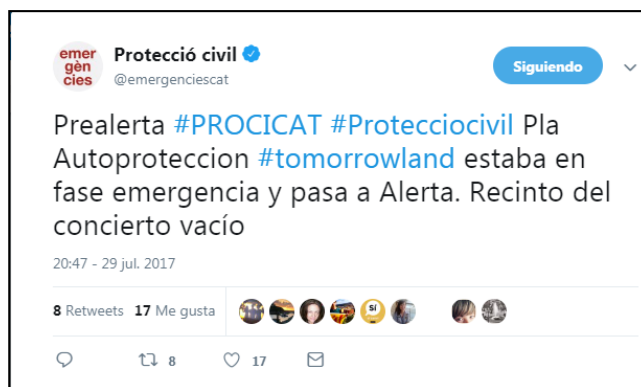 emer
gèn
cies
Protecció civil
@emergenciescat
Siguiendo
Prealerta #PROCICAT #Protecciocivil Pla
Autoproteccion #tomorrowland estaba en
fase emergencia y pasa a Alerta. Recinto del
concierto vacío
20:47 - 29 jul. 2017
8 Retweets 17 Me gusta
Sí
8 17